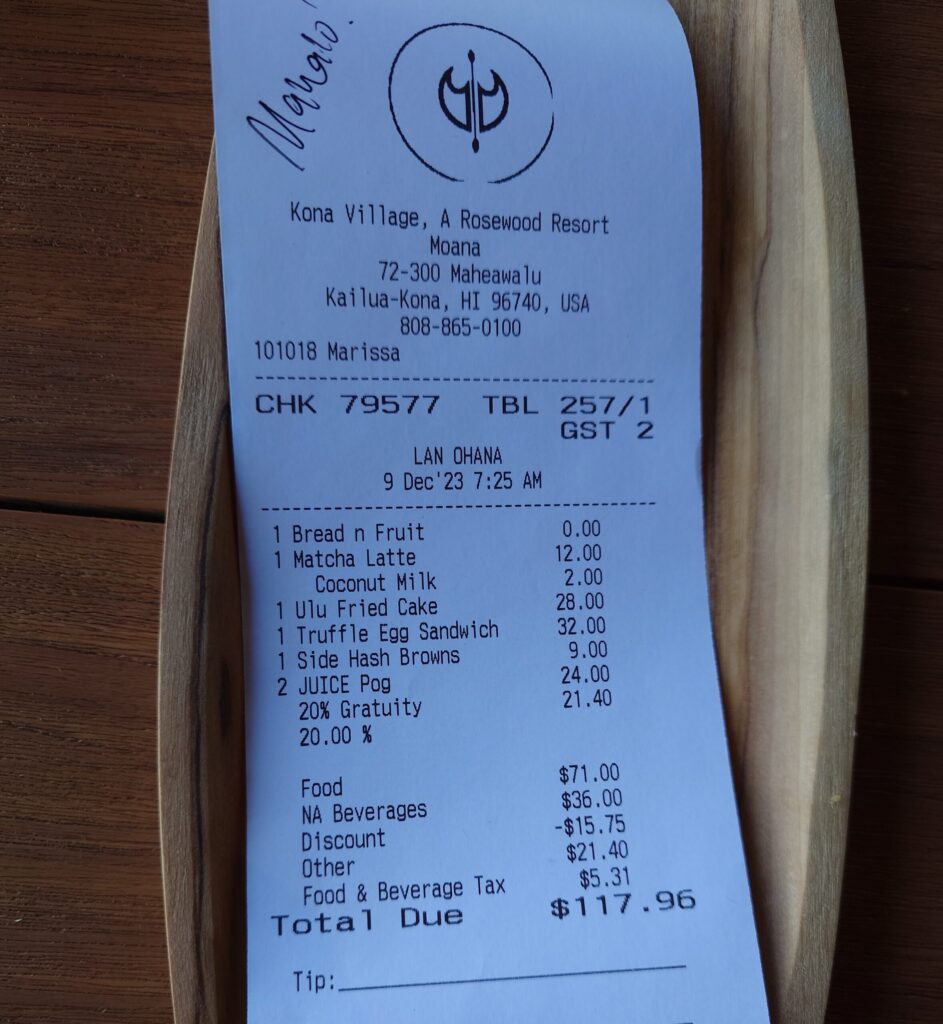 Mahalo!
Kona Village, A Rosewood Resort
Moana
72-300 Maheawalu
Kailua-Kona, HI 96740, USA
808-865-0100
101018 Marissa
CHK 79577 TBL 257/1
GST 2
LAN OHANA
9 Dec'23 7:25 AM
1 Bread n Fruit 0.00
1 Matcha Latte 12.00
Coconut Milk 2.00
1 Ulu Fried Cake 28.00
1 Truffle Egg Sandwich 32.00
1 Side Hash Browns 9.00
2 JUICE Pog 24.00
20% Gratuity 21.40
20.00 %
Food $71.00
NA Beverages $36.00
Discount -$15.75
Other $21.40
Food & Beverage Tax $5.31
Total Due $117.96
Tip: